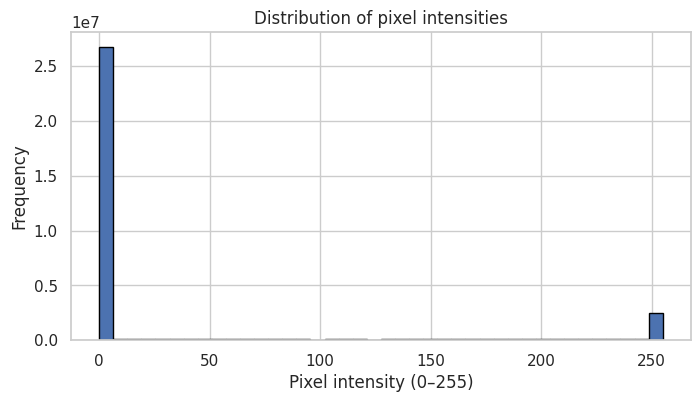 Distribution of pixel intensities
1e7
2.5
2.0
1.5
1.0
0.5
0.0
Frequency
0 50 100 150 200 250
Pixel intensity (0–255)